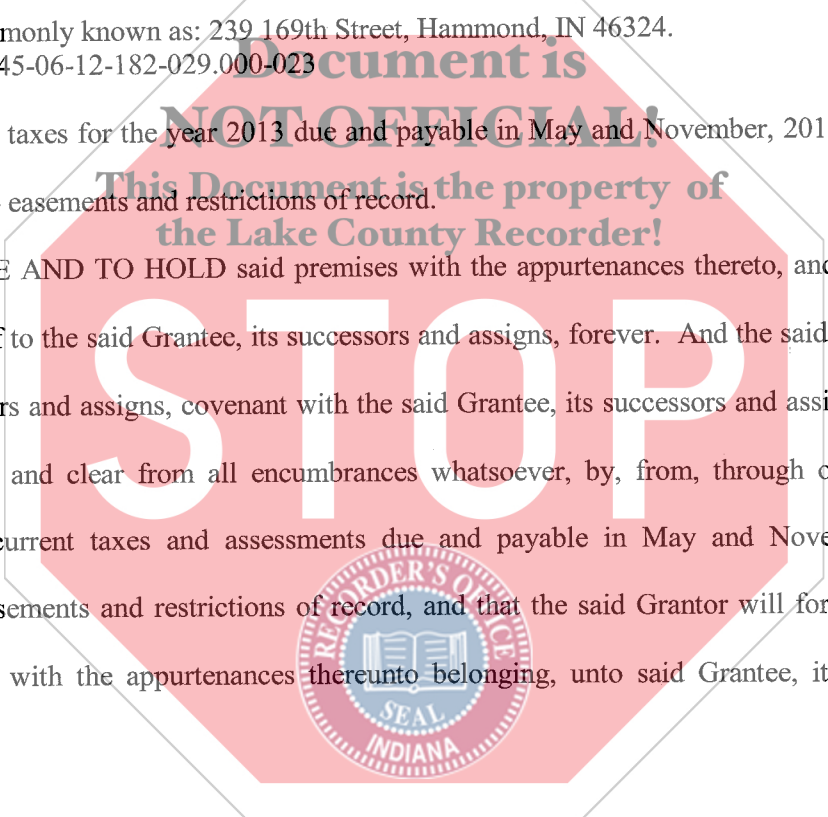 monly known as: 239 169th Street, Hammond, IN 46324.
45-06-12-182-029.000-023
Document is
taxes for the year 2013 due and payable in May and November, 201
NOT OFFICIAL!
This Document is the property of
easements and restrictions of record.
the Lake County Recorder!
E AND TO HOLD said premises with the appurtenances thereto, and
f to the said Grantee, its successors and assigns, forever. And the said
rs and assigns, covenant with the said Grantee, its successors and assi
STOP
and clear from all encumbrances whatsoever, by, from, through o
current taxes and assessments due and payable in May and Nove
sements and restrictions of record, and that the said Grantor will for
with the appurtenances thereunto belonging, unto said Grantee, it
RECORDER'S OFFICE
SEAL
INDIANA